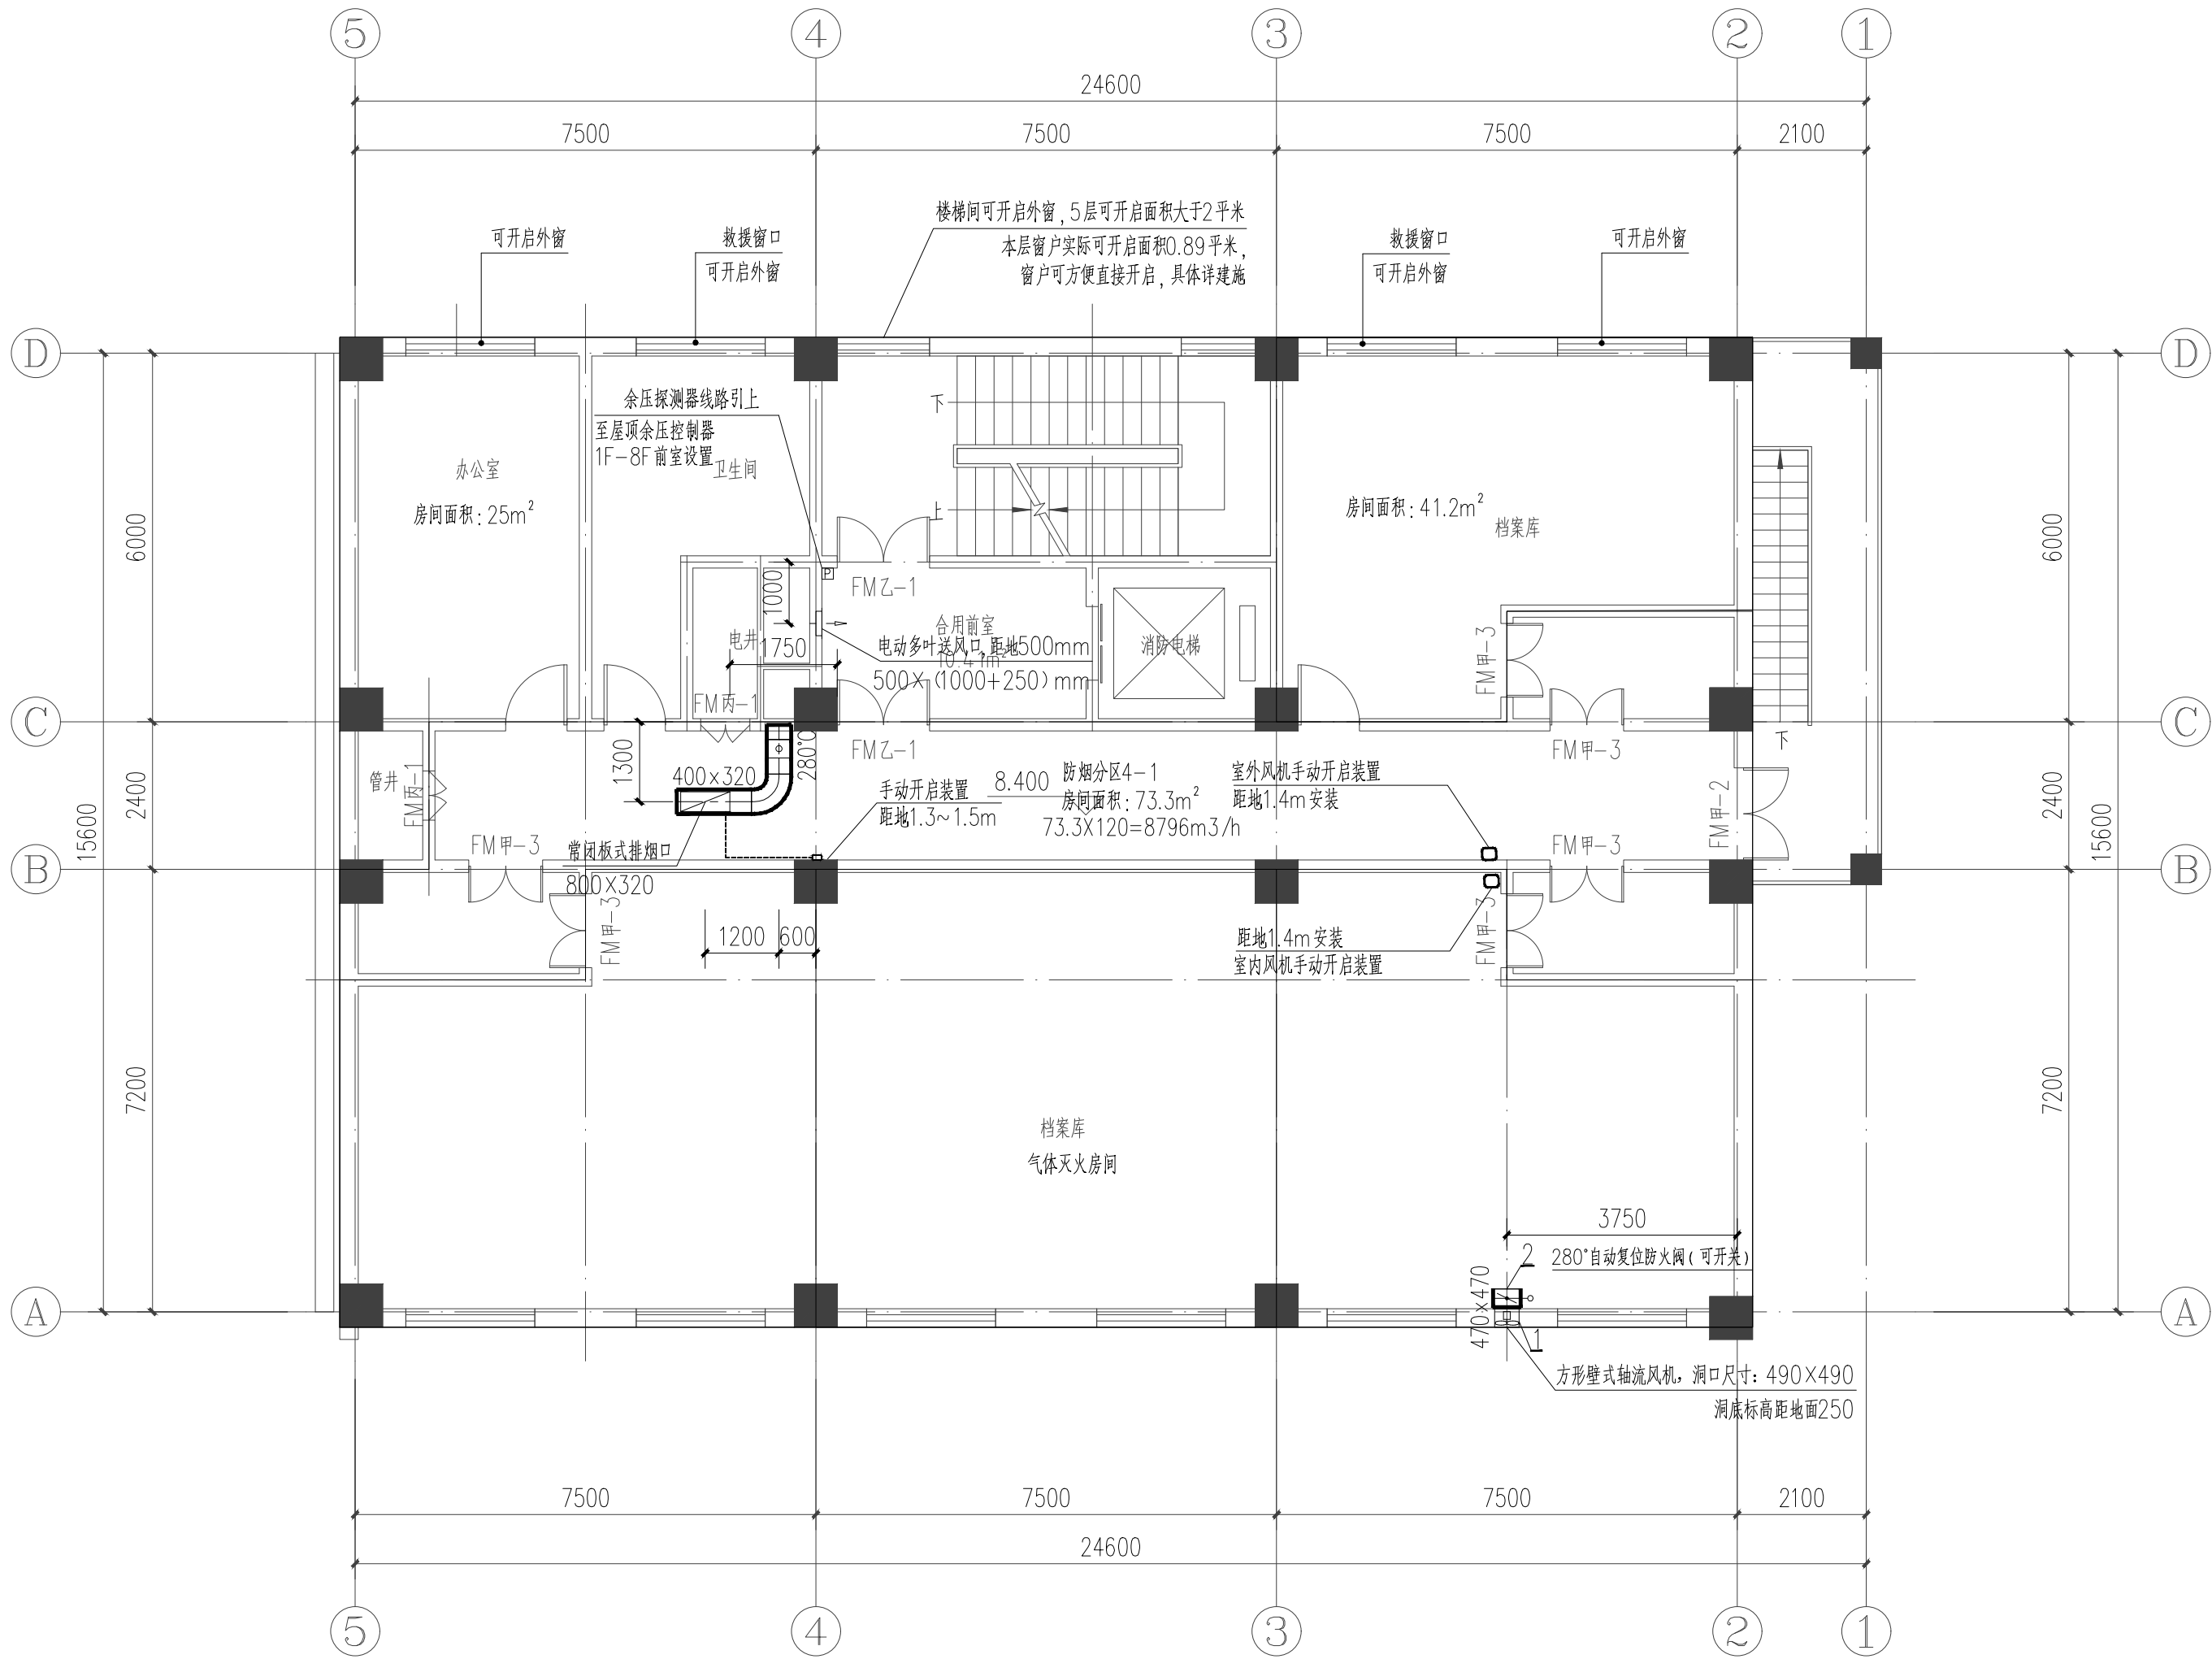 5
4
3
2
1
24600
7500
7500
7500
2100
楼梯间可开启外窗,5层可开启面积大于2平米
本层窗户实际可开启面积0.89平米,
窗户可方便直接开启,具体详建施
可开启外窗
救援窗口
可开启外窗
救援窗口
可开启外窗
可开启外窗
D
D
余压探测器线路引上
至屋顶余压控制器
1F-8F前室设置
卫生间
办公室
房间面积:25m²
下
上
房间面积:41.2m²
档案库
6000
6000
P
1000
FM乙-1
合用前室
电井
1750
电动多叶送风口,距地500mm
500X(1000+250)mm
消防电梯
FM甲-3
FM丙-1
C
C
FM乙-1
FM甲-3
下
1300
400x320
280°C
管井
FM丙-1
手动开启装置
距地1.3~1.5m
8.400
防烟分区4-1
房间面积:73.3m²
73.3X120=8796m3/h
室外风机手动开启装置
距地1.4m安装
FM甲-2
2400
2400
15600
15600
FM甲-3
常闭板式排烟口
800X320
FM甲-3
B
B
FM甲-3
1200
600
距地1.4m安装
室内风机手动开启装置
FM甲-3
7200
7200
档案库
气体灭火房间
3750
2
280°自动复位防火阀(可开关)
470x470
1
A
A
方形壁式轴流风机,洞口尺寸:490X490
洞底标高距地面250
7500
7500
7500
2100
24600
5
4
3
2
1